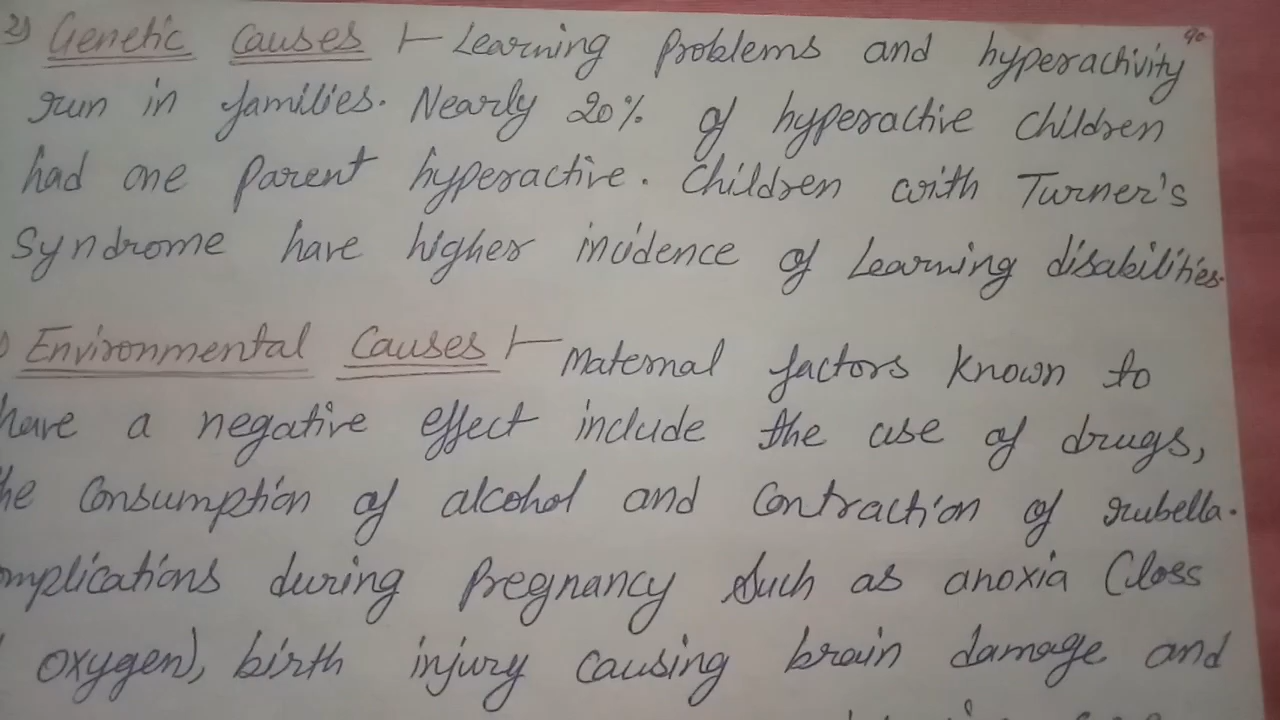 2) Genetic Causes :- Learning Problems and hyperactivity 90
run in families. Nearly 20% of hyperactive children
had one parent hyperactive. Children with Turner's
Syndrome have higher incidence of Learning disabilities.
) Environmental Causes :- Maternal factors known to
have a negative effect include the use of drugs,
he consumption of alcohol and contraction of rubella.
mplications during pregnancy such as anoxia (loss
oxygen), birth injury causing brain damage and